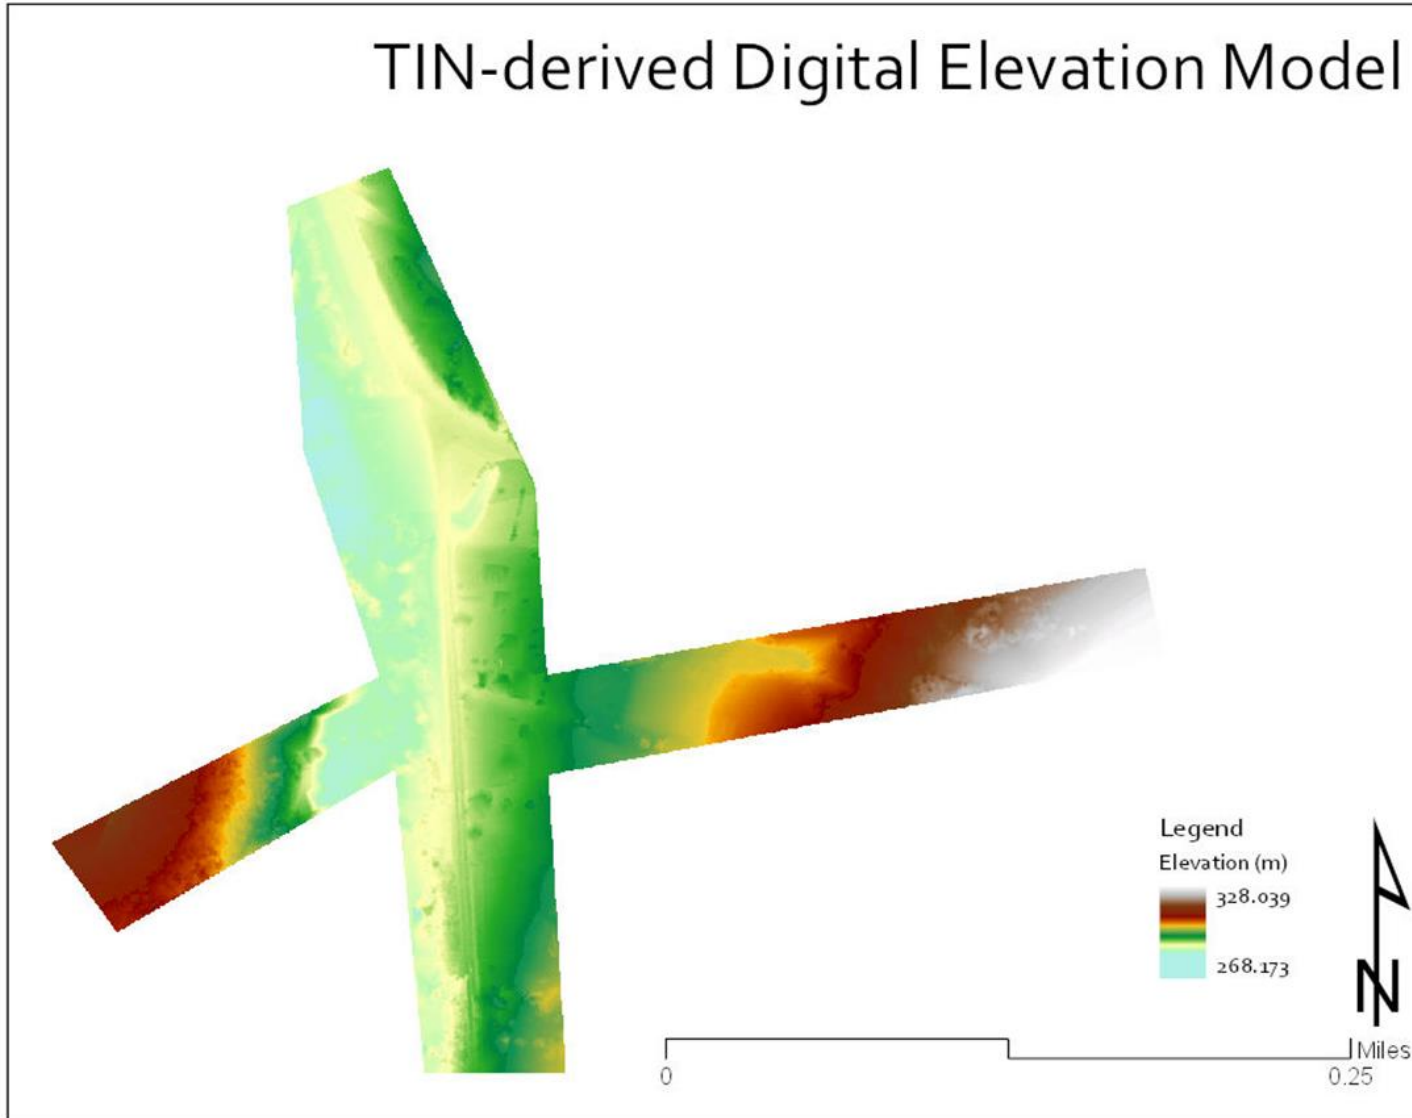 TIN-derived Digital Elevation Model
Legend
Elevation (m)
328.039
268.173
N
Miles
0
0.25